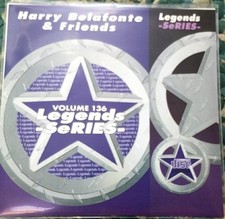 Harry Belafonte
& Friends
Legends
-SeRIES-
VOLUME 136
Legends
-SeRIES-